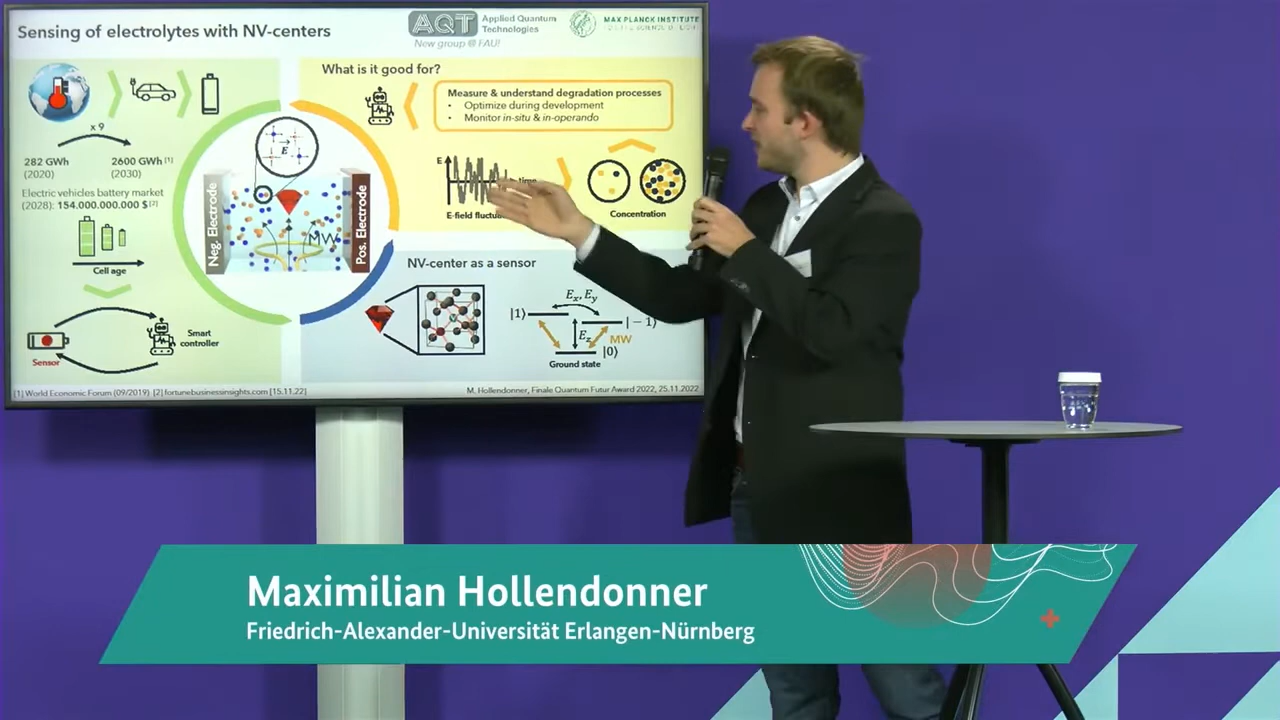 Sensing of electrolytes with NV-centers
AQT
Applied Quantum
Technologies
New group @ FAU!
MAX PLANCK INSTITUTE
x 9
282 GWh
(2020)
2600 GWh [1]
(2030)
Electric vehicles battery market
(2028): 154.000.000.000 $[2]
Cell age
Sensor
Smart
controller
Neg. Electrode
E
MW
Pos. Electrode
What is it good for?
Measure & understand degradation processes
• Optimize during development
• Monitor in-situ & in-operando
E
time
E-field
Concentration
NV-center as a sensor
Eₓ, Eᵧ
|1⟩
|−1⟩
E_z
MW
|0⟩
Ground state
[1] World Economic Forum (09/2019) [2] fortunebusinessinsights.com [15.11.22]
M. Hollendonner, Finale Quantum Futur Award 2022, 25.11.2022
Maximilian Hollendonner
Friedrich-Alexander-Universität Erlangen-Nürnberg